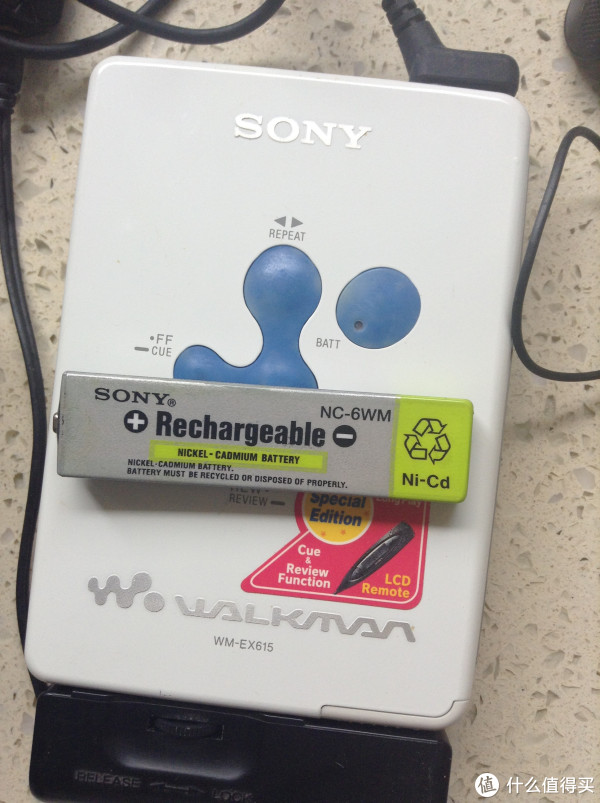 SONY
◀ ▶
REPEAT
•FF
CUE
BATT
SONY®
NC-6WM
+ Rechargeable −
NICKEL-CADMIUM BATTERY
NICKEL-CADMIUM BATTERY.
BATTERY MUST BE RECYCLED OR DISPOSED OF PROPERLY.
Ni-Cd
REVIEW
Special
Edition
Cue
&
Review
Function
LCD
Remote
WALKMAN
WM-EX615
RELEASE
LOCK
值 什么值得买